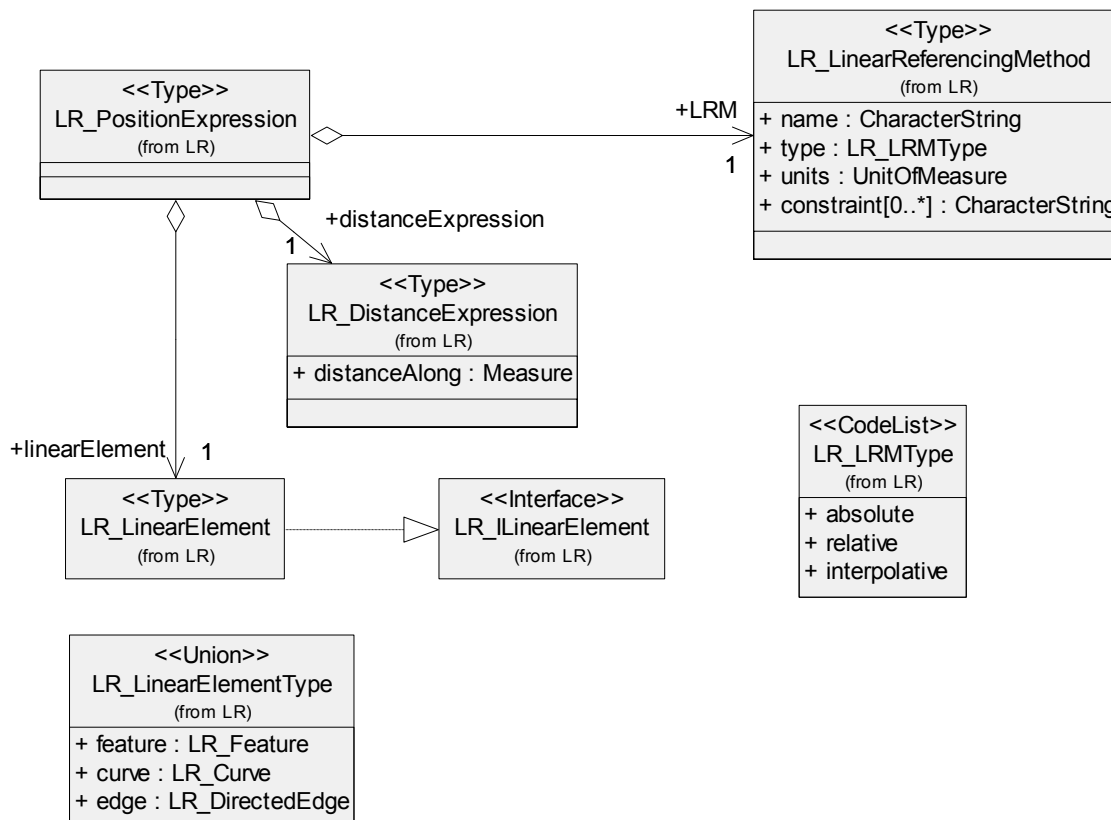 <<Type>>
LR_PositionExpression
(from LR)
+LRM
1
<<Type>>
LR_LinearReferencingMethod
(from LR)
+ name : CharacterString
+ type : LR_LRMType
+ units : UnitOfMeasure
+ constraint[0..*] : CharacterString
+distanceExpression
1
<<Type>>
LR_DistanceExpression
(from LR)
+ distanceAlong : Measure
+linearElement
1
<<Type>>
LR_LinearElement
(from LR)
<<Interface>>
LR_ILinearElement
(from LR)
<<CodeList>>
LR_LRMType
(from LR)
+ absolute
+ relative
+ interpolative
<<Union>>
LR_LinearElementType
(from LR)
+ feature : LR_Feature
+ curve : LR_Curve
+ edge : LR_DirectedEdge